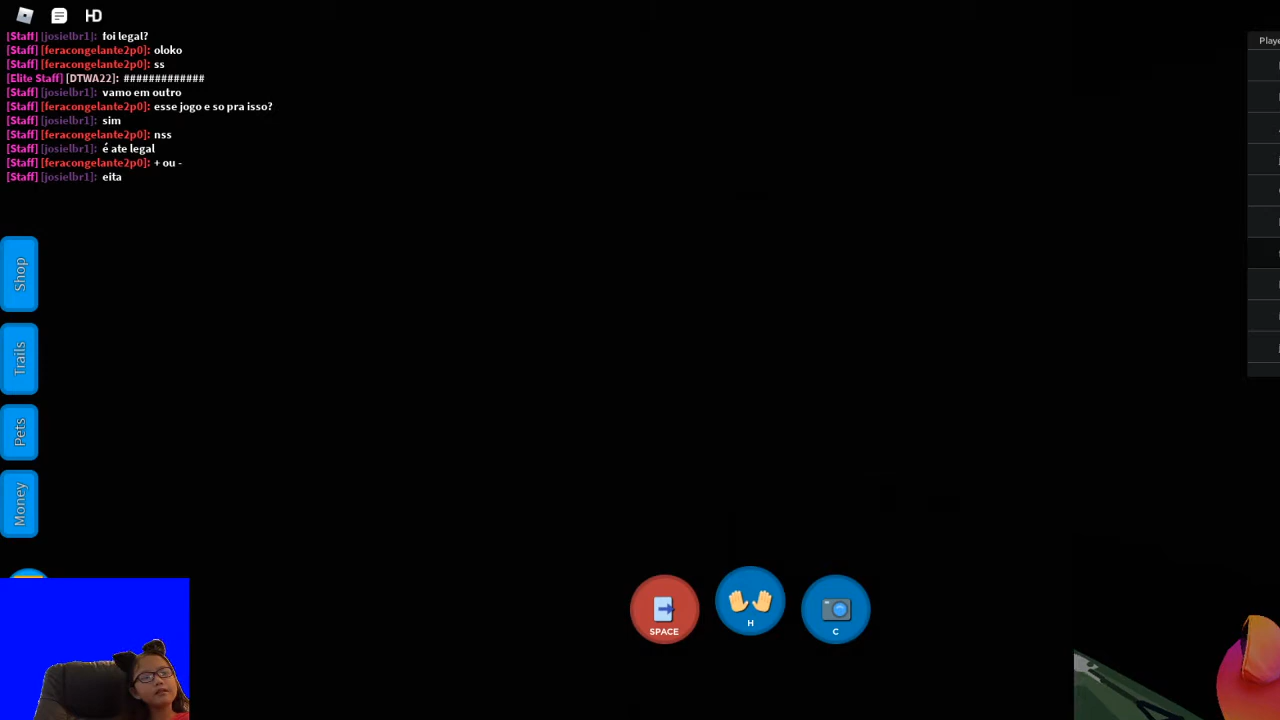 HD
[Staff] [josielbr1]: foi legal?
[Staff] [feracongelante2p0]: oloko
[Staff] [feracongelante2p0]: ss
[Elite Staff] [DTWA22]: #############
[Staff] [josielbr1]: vamo em outro
[Staff] [feracongelante2p0]: esse jogo e so pra isso?
[Staff] [josielbr1]: sim
[Staff] [feracongelante2p0]: nss
[Staff] [josielbr1]: é ate legal
[Staff] [feracongelante2p0]: + ou -
[Staff] [josielbr1]: eita
Playe
Shop
Trails
Pets
Money
SPACE
H
C